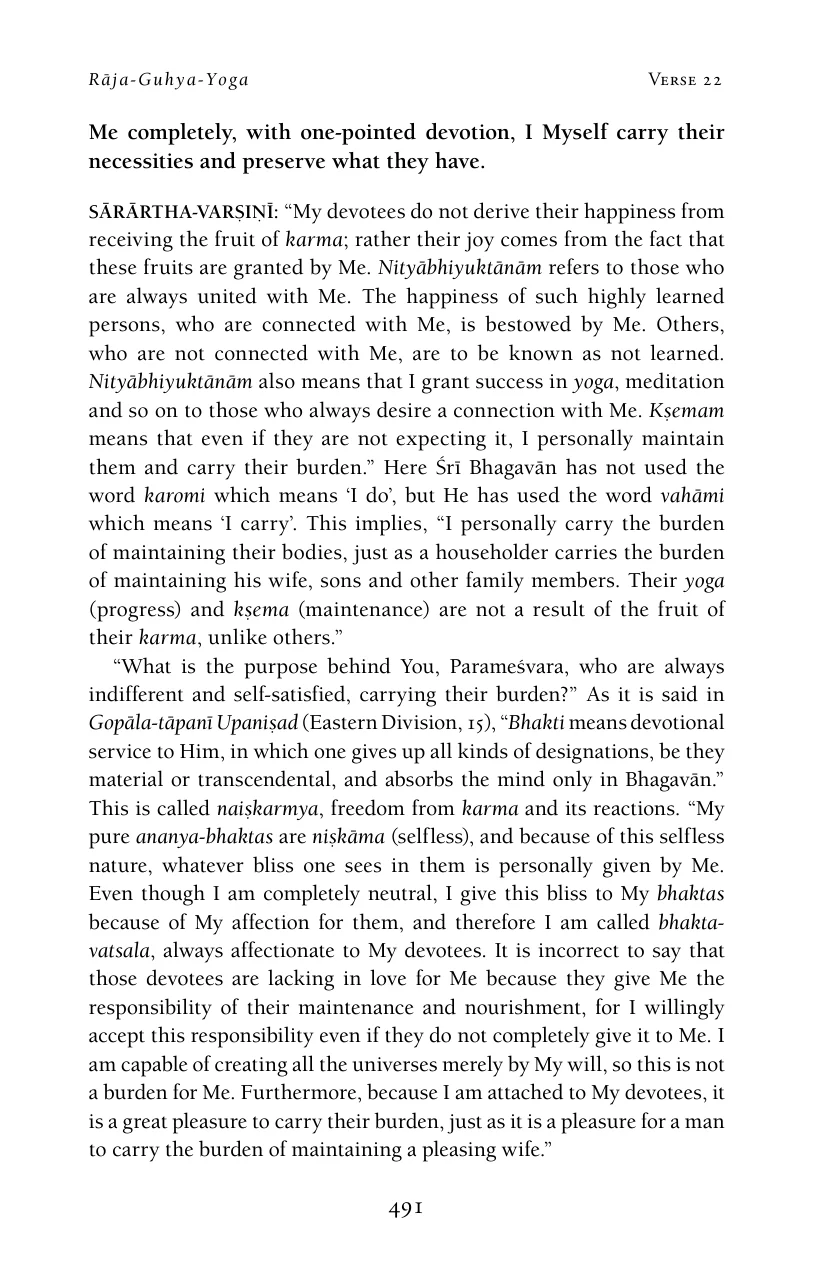 Rāja-Guhya-Yoga
Verse 22
Me completely, with one-pointed devotion, I Myself carry their
necessities and preserve what they have.
SĀRĀRTHA-VARṢIṆĪ: “My devotees do not derive their happiness from
receiving the fruit of karma; rather their joy comes from the fact that
these fruits are granted by Me. Nityābhiyuktānām refers to those who
are always united with Me. The happiness of such highly learned
persons, who are connected with Me, is bestowed by Me. Others,
who are not connected with Me, are to be known as not learned.
Nityābhiyuktānām also means that I grant success in yoga, meditation
and so on to those who always desire a connection with Me. Kṣemam
means that even if they are not expecting it, I personally maintain
them and carry their burden.” Here Śrī Bhagavān has not used the
word karomi which means ‘I do’, but He has used the word vahāmi
which means ‘I carry’. This implies, “I personally carry the burden
of maintaining their bodies, just as a householder carries the burden
of maintaining his wife, sons and other family members. Their yoga
(progress) and kṣema (maintenance) are not a result of the fruit of
their karma, unlike others.”
“What is the purpose behind You, Parameśvara, who are always
indifferent and self-satisfied, carrying their burden?” As it is said in
Gopāla-tāpanī Upaniṣad (Eastern Division, 15), “Bhakti means devotional
service to Him, in which one gives up all kinds of designations, be they
material or transcendental, and absorbs the mind only in Bhagavān.”
This is called naiṣkarmya, freedom from karma and its reactions. “My
pure ananya-bhaktas are niṣkāma (selfless), and because of this selfless
nature, whatever bliss one sees in them is personally given by Me.
Even though I am completely neutral, I give this bliss to My bhaktas
because of My affection for them, and therefore I am called bhakta-
vatsala, always affectionate to My devotees. It is incorrect to say that
those devotees are lacking in love for Me because they give Me the
responsibility of their maintenance and nourishment, for I willingly
accept this responsibility even if they do not completely give it to Me. I
am capable of creating all the universes merely by My will, so this is not
a burden for Me. Furthermore, because I am attached to My devotees, it
is a great pleasure to carry their burden, just as it is a pleasure for a man
to carry the burden of maintaining a pleasing wife.”
491